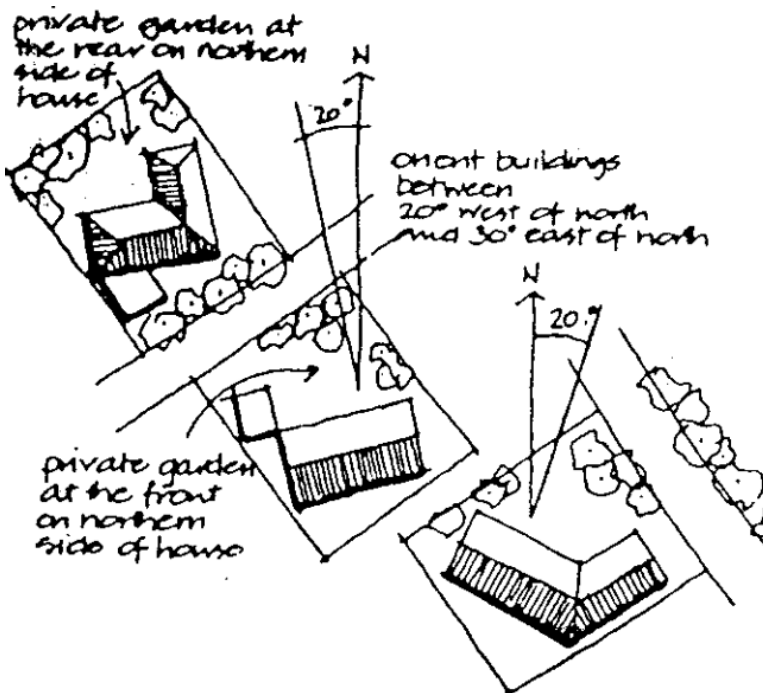 private garden at
the rear on northern
side of
house
N
20°
orient buildings
between
20° west of north
and 30° east of north
N
20°
private garden
at the front
on northern
side of house